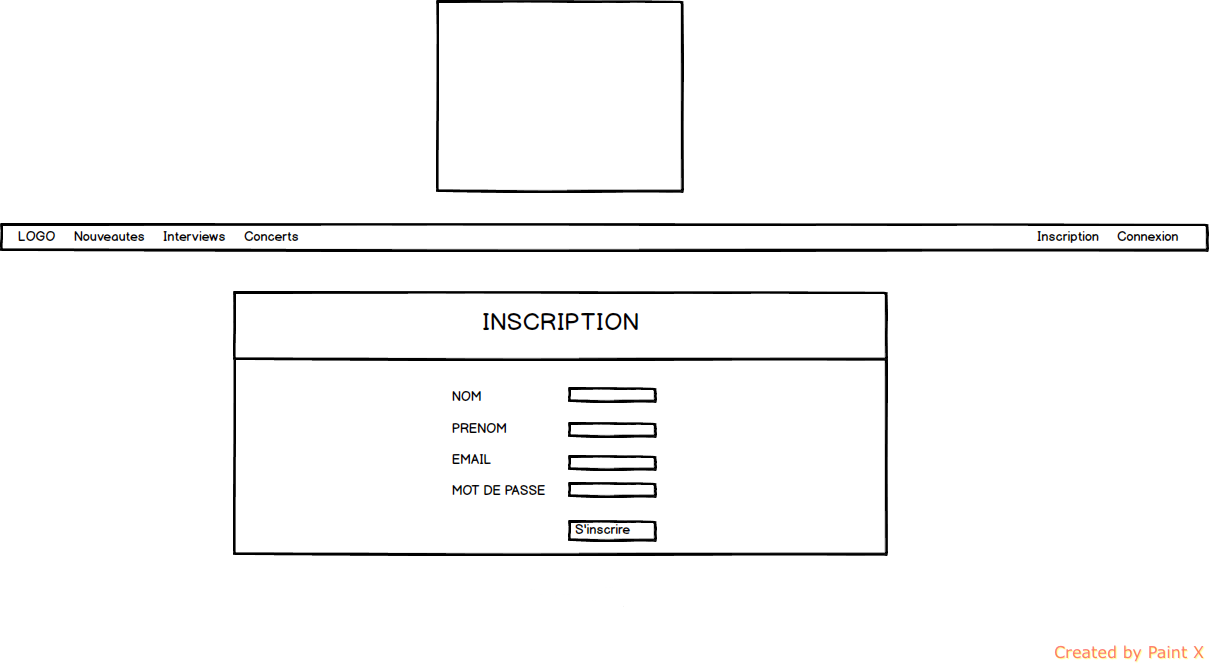 LOGO Nouveautes Interviews Concerts Inscription Connexion
INSCRIPTION
NOM
PRENOM
EMAIL
MOT DE PASSE
S'inscrire
Created by Paint X